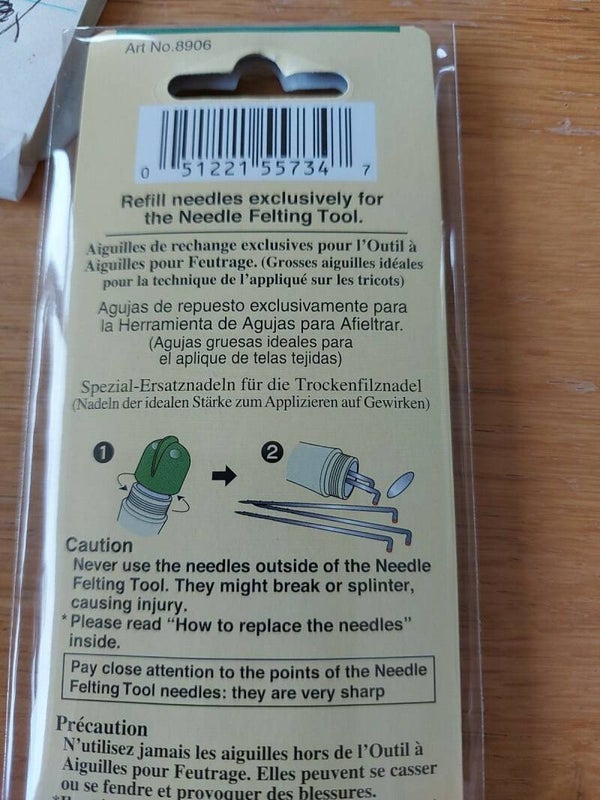 Art No.8906
0 51221 55734 7
Refill needles exclusively for
the Needle Felting Tool.
Aiguilles de rechange exclusives pour l'Outil à
Aiguilles pour Feutrage. (Grosses aiguilles idéales
pour la technique de l'appliqué sur les tricots)
Agujas de repuesto exclusivamente para
la Herramienta de Agujas para Afieltrar.
(Agujas gruesas ideales para
el aplique de telas tejidas)
Spezial-Ersatznadeln für die Trockenfilznadel
(Nadeln der idealen Stärke zum Applizieren auf Gewirken)
1 2
Caution
Never use the needles outside of the Needle
Felting Tool. They might break or splinter,
causing injury.
*Please read "How to replace the needles"
inside.
Pay close attention to the points of the Needle
Felting Tool needles: they are very sharp
Précaution
N'utilisez jamais les aiguilles hors de l'Outil à
Aiguilles pour Feutrage. Elles peuvent se casser
ou se fendre et provoquer des blessures.